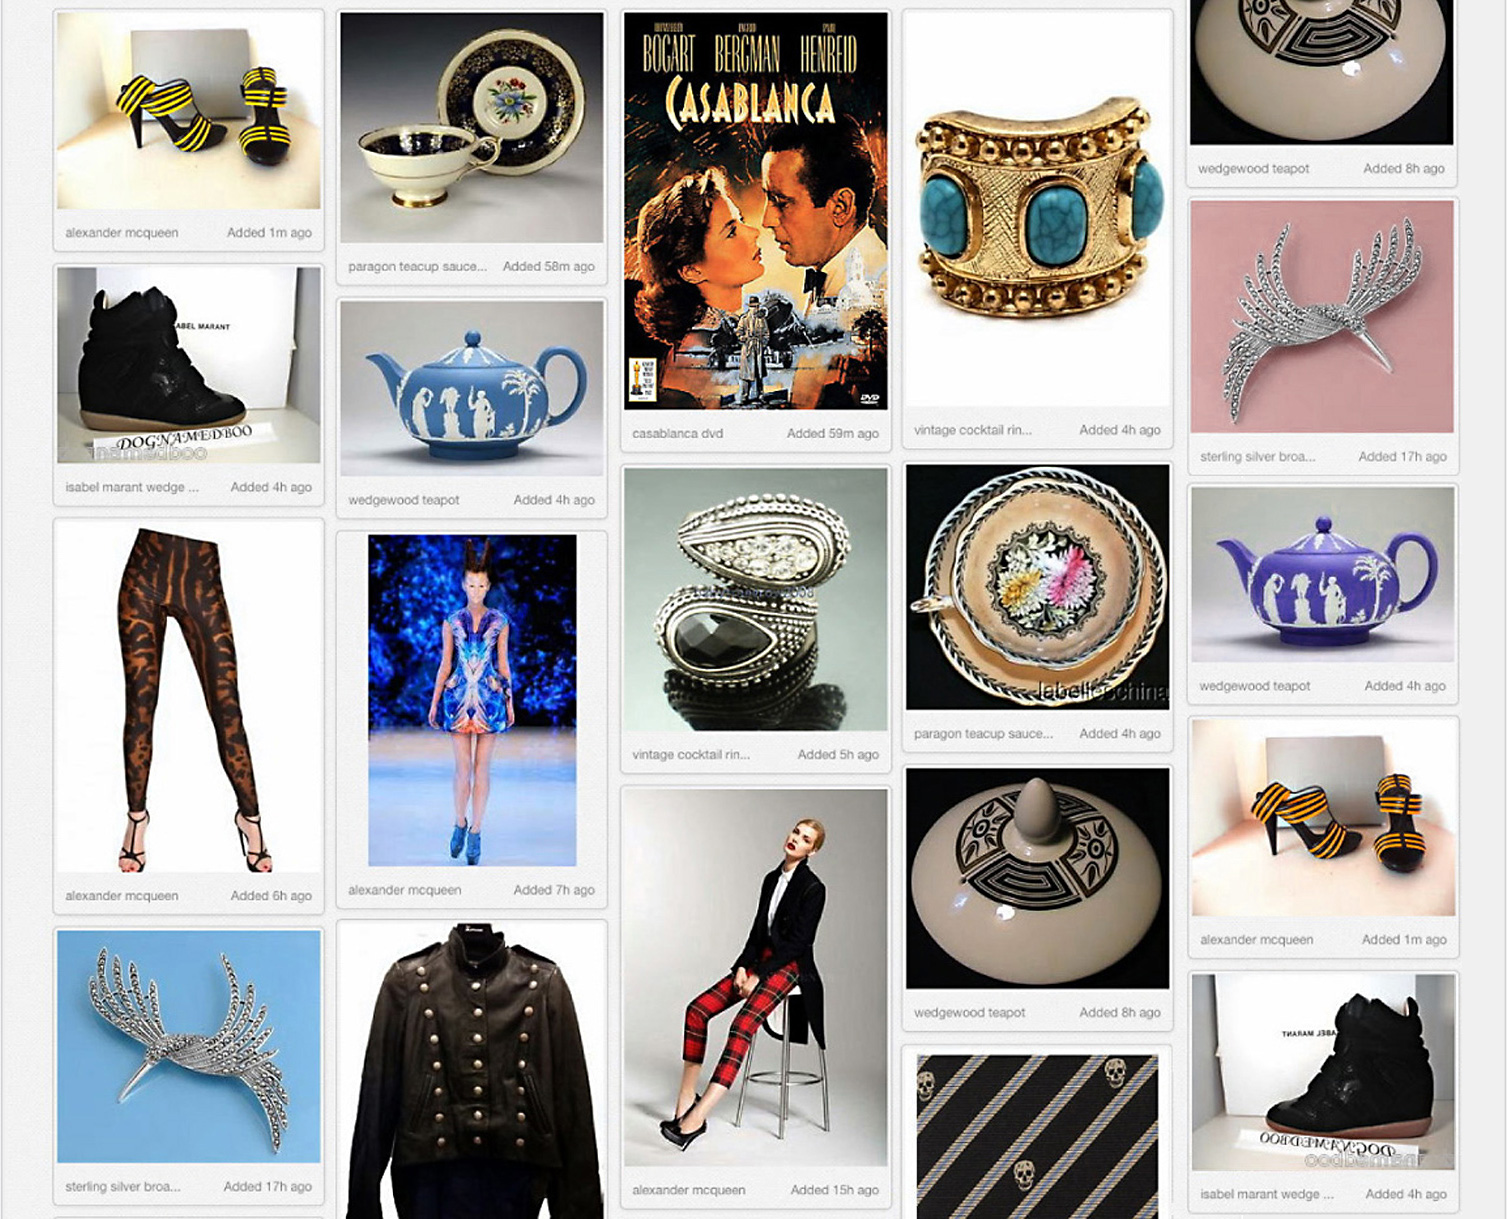 alexander mcqueen Added 1m ago
ABEL MARANT
DOGNAMEDBOO
namedboo
isabel marant wedge ... Added 4h ago
alexander mcqueen Added 6h ago
sterling silver broa... Added 17h ago
paragon teacup sauce... Added 58m ago
wedgewood teapot Added 4h ago
alexander mcqueen Added 7h ago
BOGART BERGMAN HENREID
CASABLANCA
DVD
casablanca dvd Added 59m ago
vintage cocktail rin... Added 5h ago
alexander mcqueen Added 15h ago
vintage cocktail rin... Added 4h ago
labellecochina
paragon teacup sauce... Added 4h ago
wedgewood teapot Added 8h ago
wedgewood teapot Added 8h ago
sterling silver broa... Added 17h ago
wedgewood teapot Added 4h ago
alexander mcqueen Added 1m ago
ABEL MARANT
DOGNAMEDBOO
namedboo
isabel marant wedge ... Added 4h ago